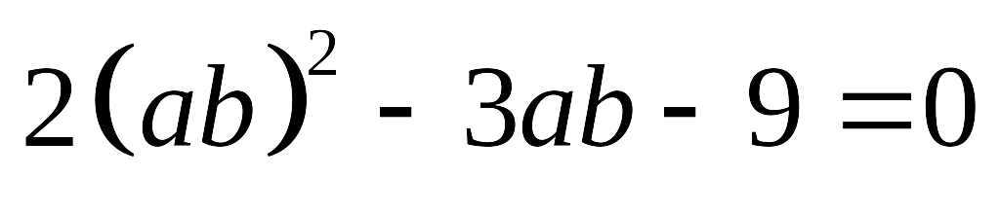 2(ab)² - 3ab - 9 =0